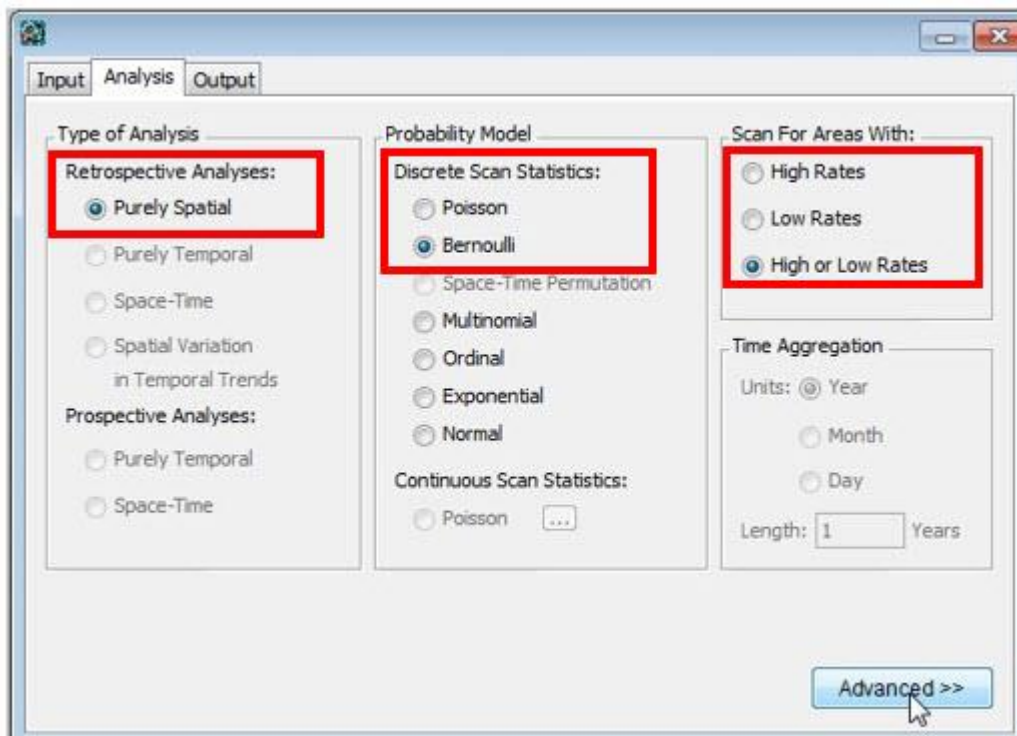 Input
Analysis
Output
Type of Analysis
Retrospective Analyses:
Purely Spatial
Purely Temporal
Space-Time
Spatial Variation
in Temporal Trends
Prospective Analyses:
Purely Temporal
Space-Time
Probability Model
Discrete Scan Statistics:
Poisson
Bernoulli
Space-Time Permutation
Multinomial
Ordinal
Exponential
Normal
Continuous Scan Statistics:
Poisson ...
Scan For Areas With:
High Rates
Low Rates
High or Low Rates
Time Aggregation
Units: Year
Month
Day
Length: 1 Years
Advanced >>